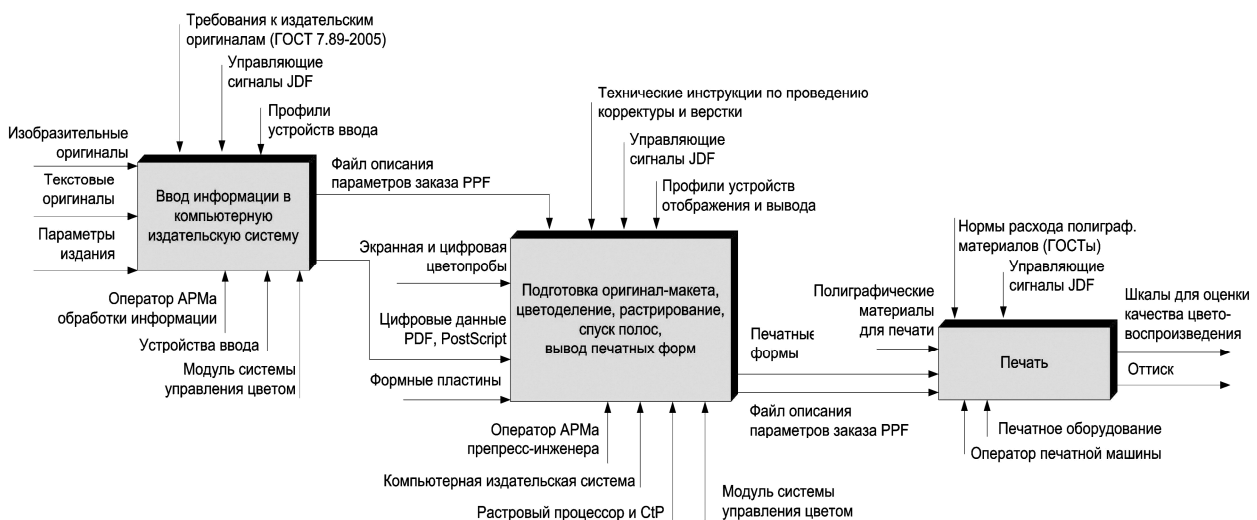 Требования к издательским
оригиналам (ГОСТ 7.89-2005)
Управляющие
сигналы JDF
Профили
устройств ввода
Изобразительные
оригиналы
Текстовые
оригиналы
Параметры
издания
Ввод информации в
компьютерную
издательскую систему
Оператор АРМа
обработки информации
Устройства ввода
Модуль системы
управления цветом
Файл описания
параметров заказа PPF
Технические инструкции по проведению
корректуры и верстки
Управляющие
сигналы JDF
Профили устройств
отображения и вывода
Экранная и цифровая
цветопробы
Цифровые данные
PDF, PostScript
Формные пластины
Подготовка оригинал-макета,
цветоделение, растрирование,
спуск полос,
вывод печатных форм
Оператор АРМа
препресс-инженера
Компьютерная издательская система
Растровый процессор и CtP
Модуль системы
управления цветом
Печатные
формы
Файл описания
параметров заказа PPF
Нормы расхода полиграф.
материалов (ГОСТы)
Управляющие
сигналы JDF
Полиграфические
материалы
для печати
Печать
Шкалы для оценки
качества цвето-
воспроизведения
Оттиск
Печатное оборудование
Оператор печатной машины